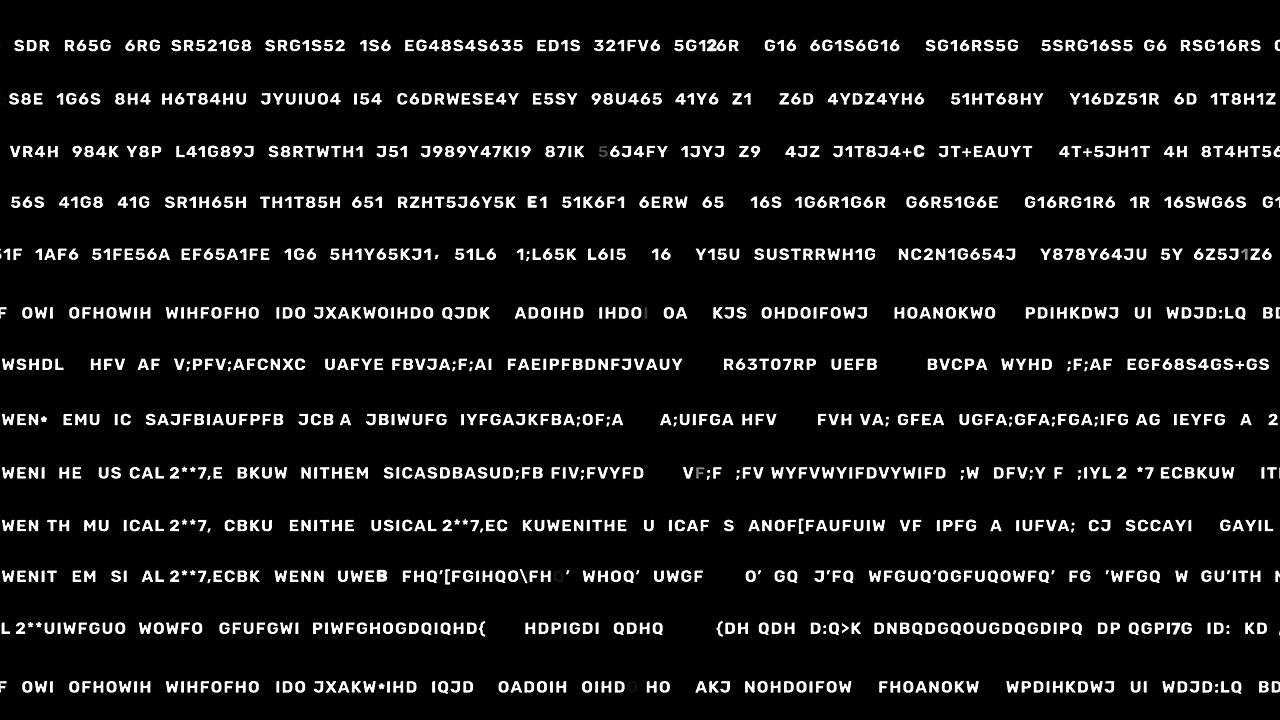 SDR R65G 6RG SR521G8 SRG1S52 1S6 EG48S4S635 ED1S 321FV6 G16 6G1S6G16 SG16RS5G 5SRG16S5 G6 RSG16RS
S8E 1G6S 8H4 H6T84HU JYUIUO4 I54 C6DRWESE4Y E5SY 98U465 41Y6 Z1 Z6D 4YDZ4YH6 51HT68HY Y16DZ51R 6D 1T8H1Z
VR4H 984K Y8P L41G89J S8RTWTH1 J51 J989Y47KI9 87IK 56J4FY 1JYJ Z9 4JZ J1T8J4+C JT+EAUYT 4T+5JH1T 4H 8T4HT56
56S 41G8 41G SR1H65H TH1T85H 651 RZHT5J6Y5K E1 51K6F1 6ERW 65 16S 1G6R1G6R G6R51G6E G16RG1R6 1R 16SWG6S G1
51F 1AF6 51FE56A EF65A1FE 1G6 5H1Y65KJ1, 51L6 1;L65K L6I5 16 Y15U SUSTRRWH1G NC2N1G654J Y878Y64JU 5Y 6Z5J1Z6
F OWI OFHOWIH WIHFOFHO IDO JXAKWOIHDO QJDK ADOIHD IHDOI OA KJS OHDOIFOWJ HOANOKWO PDIHKDWJ UI WDJD:LQ BD
WSHDL HFV AF V;PFV;AFCNXC UAFYE FBVJA;F;AI FAEIPFBDNFJVAUY R63T07RP UEFB BVCPA WYHD ;F;AF EGF68S4GS+GS
WEN* EMU IC SAJFBIAUFPFB JCB A JBIWUFG IYFGAJKFBA;OF;A A;UIFGA HFV FVH VA; GFEA UGFA;GFA;FGA;IFG AG IEYFG A 2
WENI HE US CAL 2**7,E BKUW NITHEM SICASDBASUD;FB FIV;FVYFD VF;F ;FV WYFVWYIFDVYWIFD ;W DFV;Y F ;IYL 2 *7 ECBKUW ITH
WEN TH MU ICAL 2**7, CBKU ENITHE USICAL 2**7,EC KUWENITHE U ICAF S ANOF[FAUFUIW VF IPFG A IUFVA; CJ SCCAYI GAYIL
WENIT EM SI AL 2**7,ECBK WENN UWEB FHQ'[FGIHQO\FHO' WHOQ' UWGF O' GQ J'FQ WFGUQ'OGFUQOWFQ' FG 'WFGQ W GU'ITH
L 2**UIWFGUO WOWFO GFUFGWI PIWFGHOGDQIQHD{ HDPIGDI QDHQ {DH QDH D:Q>K DNBQDGQOUGDQGDIPQ DP QGPI7G ID: KD
F OWI OFHOWIH WIHFOFHO IDO JXAKW*IHD IQJD OADOIH OIHDO HO AKJ NOHDOIFOW FHOANOKW WPDIHKDWJ UI WDJD:LQ BD